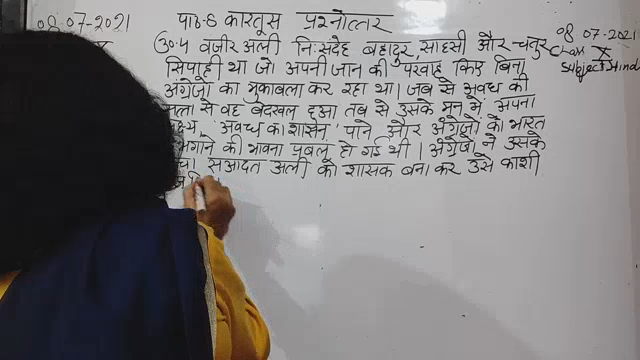 08-07-2021
पाठ-8 कारतूस प्रश्नोत्तर
08 07-2021
Class X
Subject Hind
उ०.4 वजीर अली निःसंदेह बहादुर, साहसी और चतुर
सिपाही था जो अपनी जान की परवाह किए बिना
अंग्रेजों का मुकाबला कर रहा था। जब से अवध की
सत्ता से वह बेदखल हुआ तब से उसके मन में अपना
लक्ष्य, 'अवध का शासन' पाने और अंग्रेजों को भारत
भगाने की भावना प्रबल हो गई थी। अंग्रेजों ने उसके
सआदत अली को शासक बना कर उसे काशी